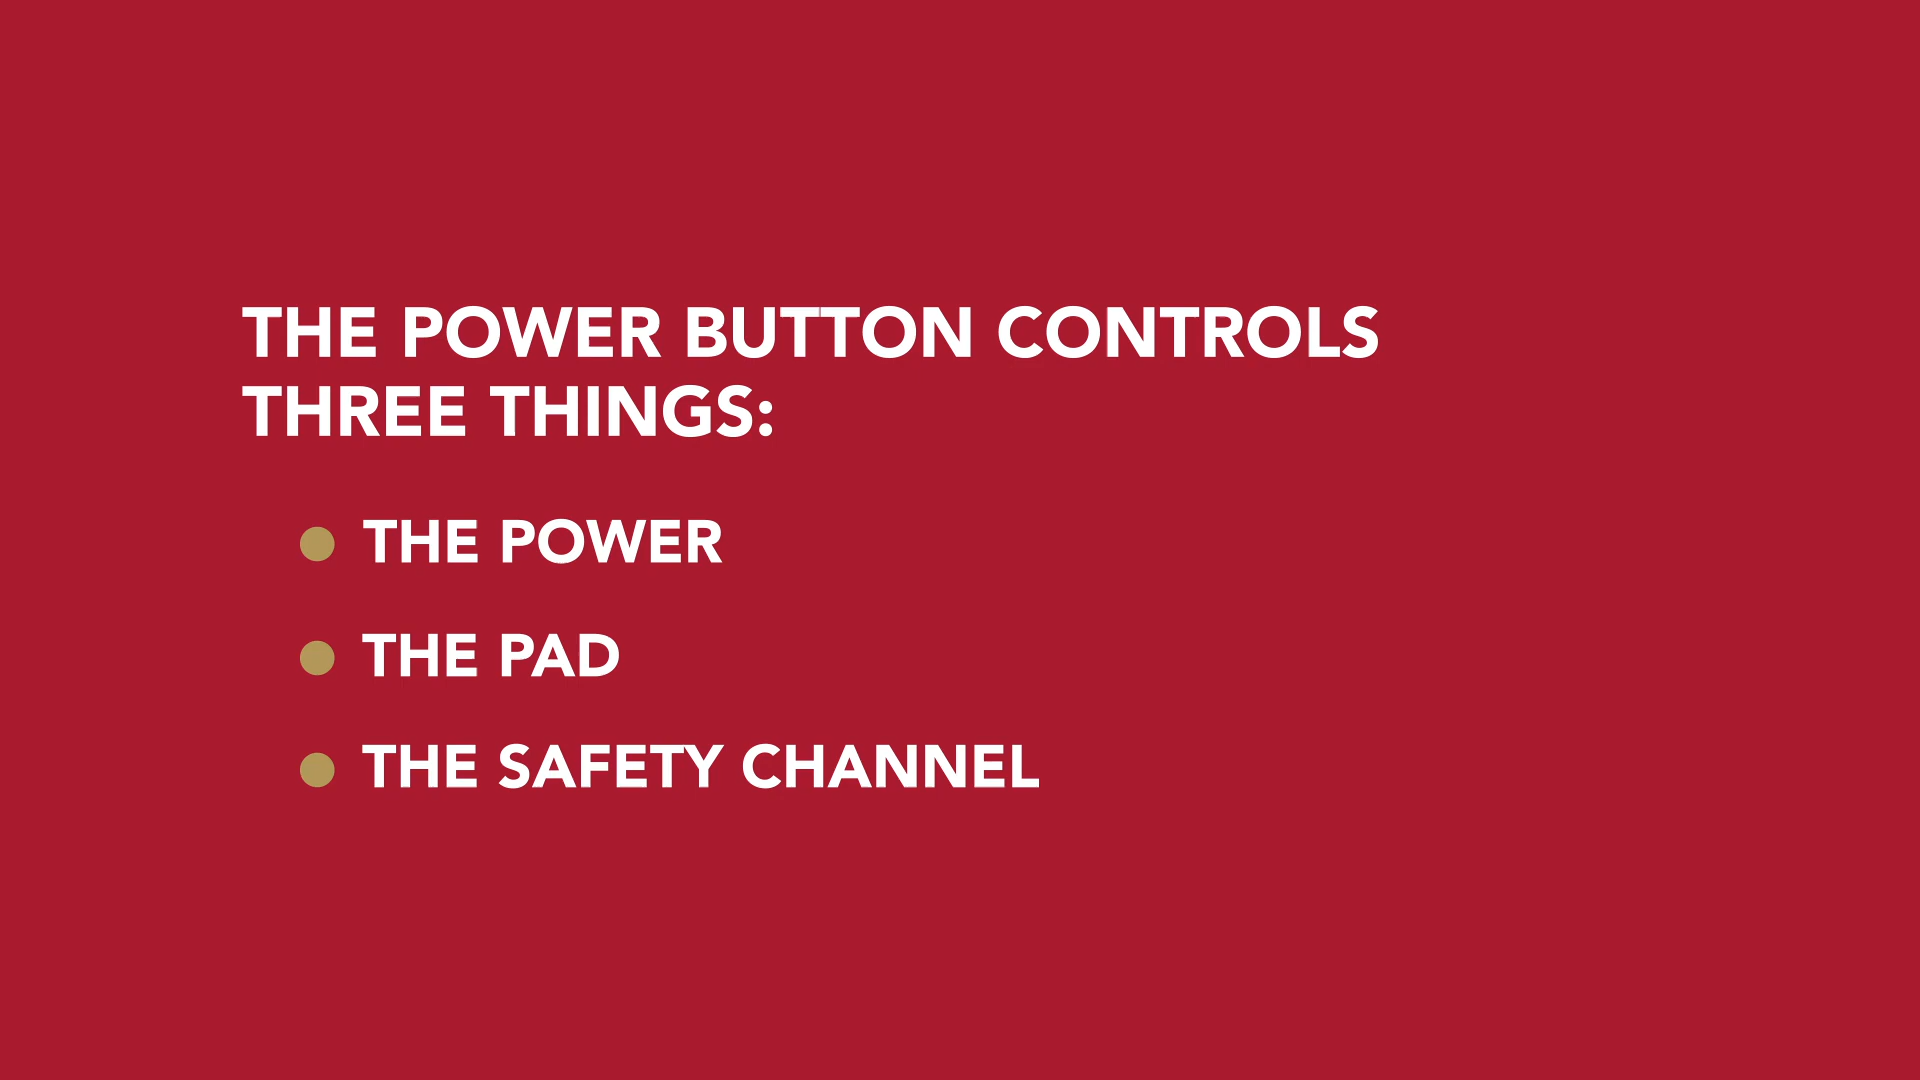 THE POWER BUTTON CONTROLS
THREE THINGS:
THE POWER
THE PAD
THE SAFETY CHANNEL